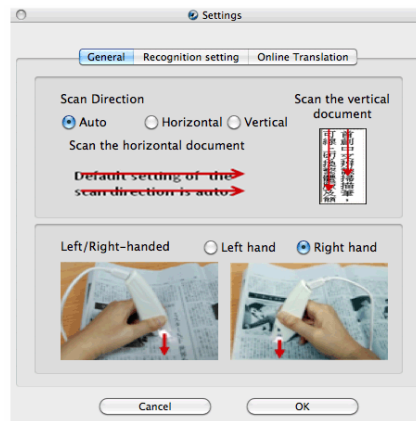 Settings
General Recognition setting Online Translation
Scan Direction
Auto Horizontal Vertical
Scan the horizontal document
Default setting of the
scan direction is auto
Scan the vertical
document
Left/Right-handed Left hand Right hand
Cancel OK